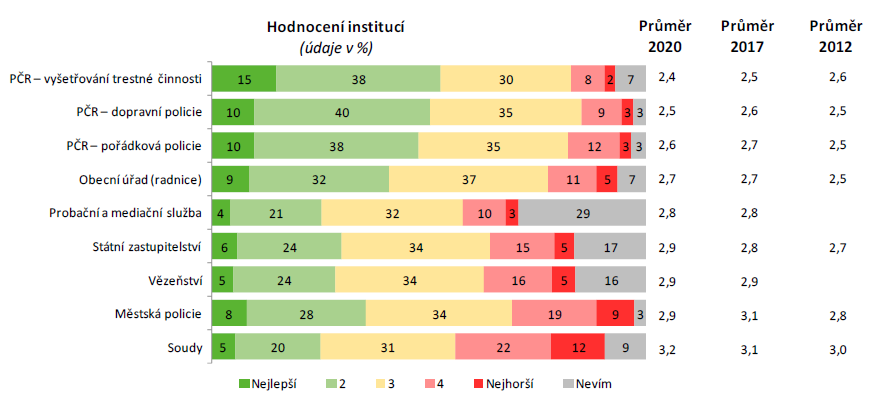 Hodnocení institucí
(údaje v %)
Průměr 2020
Průměr 2017
Průměr 2012
PČR – vyšetřování trestné činnosti 15 38 30 8 2 7 2,4 2,5 2,6
PČR – dopravní policie 10 40 35 9 3 3 2,5 2,6 2,5
PČR – pořádková policie 10 38 35 12 3 3 2,6 2,7 2,5
Obecní úřad (radnice) 9 32 37 11 5 7 2,7 2,7 2,5
Probační a mediační služba 4 21 32 10 3 29 2,8 2,8
Státní zastupitelství 6 24 34 15 5 17 2,9 2,8 2,7
Vězeňství 5 24 34 16 5 16 2,9 2,9
Městská policie 8 28 34 19 9 3 2,9 3,1 2,8
Soudy 5 20 31 22 12 9 3,2 3,1 3,0
Nejlepší 2 3 4 Nejhorší Nevím